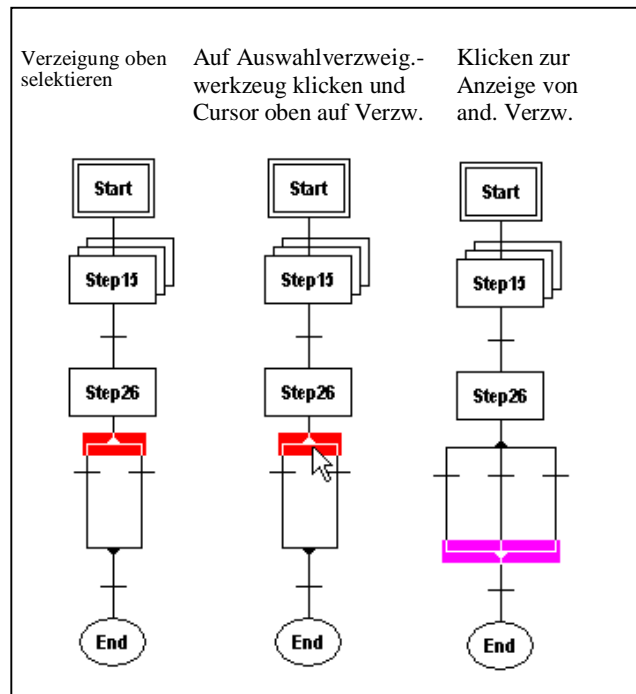 Verzeigung oben
selektieren
Auf Auswahlverzweig.-
werkzeug klicken und
Cursor oben auf Verzw.
Klicken zur
Anzeige von
and. Verzw.
Start
Step15
Step26
End
Start
Step15
Step26
End
Start
Step15
Step26
End